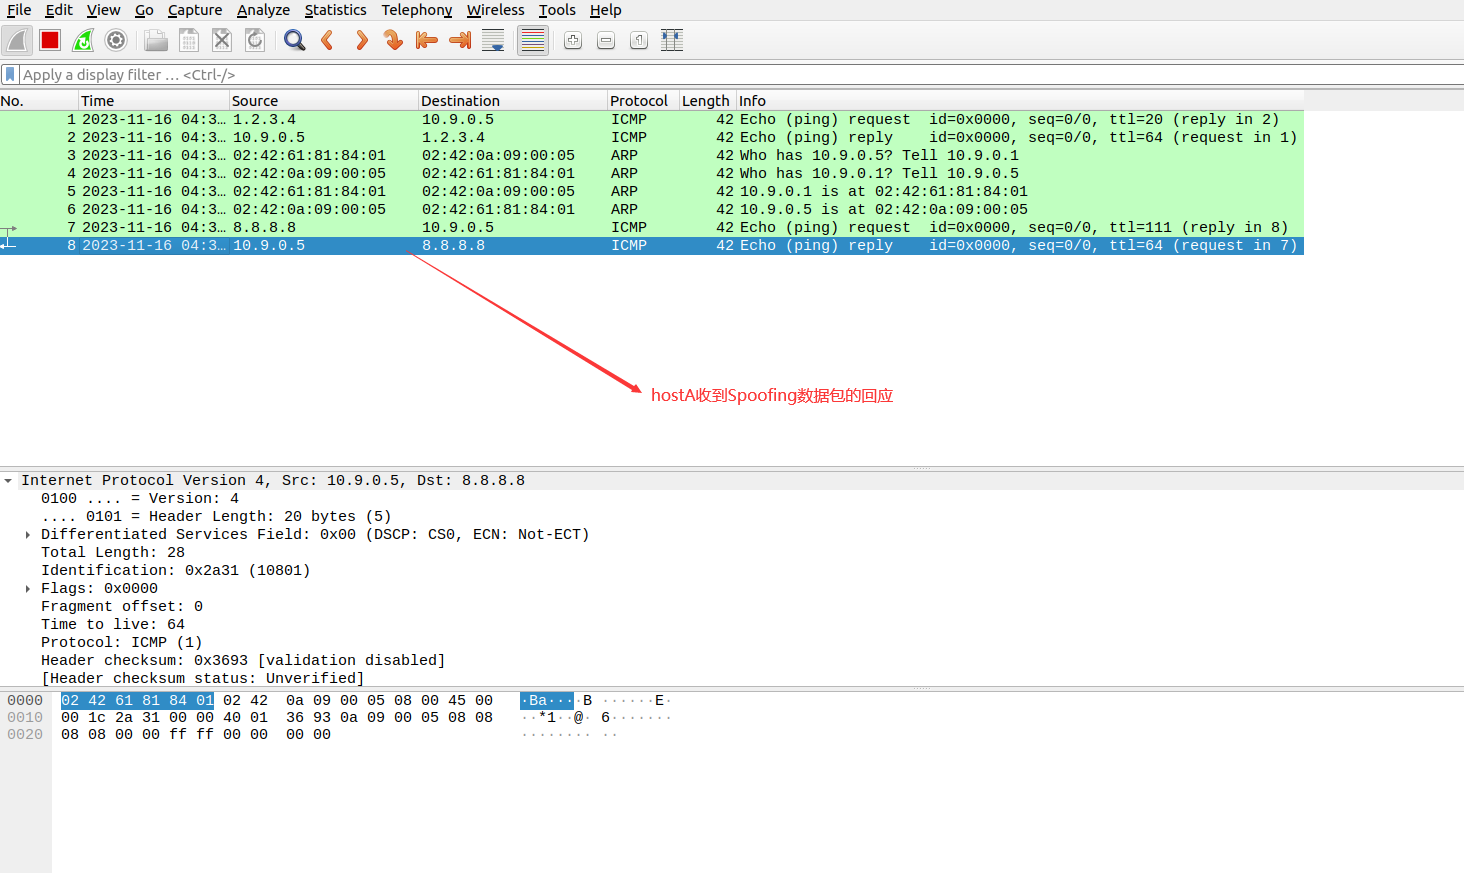 File Edit View Go Capture Analyze Statistics Telephony Wireless Tools Help
Apply a display filter … <Ctrl-/>
No. Time Source Destination Protocol Length Info
1 2023-11-16 04:3… 1.2.3.4 10.9.0.5 ICMP 42 Echo (ping) request id=0x0000, seq=0/0, ttl=20 (reply in 2)
2 2023-11-16 04:3… 10.9.0.5 1.2.3.4 ICMP 42 Echo (ping) reply id=0x0000, seq=0/0, ttl=64 (request in 1)
3 2023-11-16 04:3… 02:42:61:81:84:01 02:42:0a:09:00:05 ARP 42 Who has 10.9.0.5? Tell 10.9.0.1
4 2023-11-16 04:3… 02:42:0a:09:00:05 02:42:61:81:84:01 ARP 42 Who has 10.9.0.1? Tell 10.9.0.5
5 2023-11-16 04:3… 02:42:61:81:84:01 02:42:0a:09:00:05 ARP 42 10.9.0.1 is at 02:42:61:81:84:01
6 2023-11-16 04:3… 02:42:0a:09:00:05 02:42:61:81:84:01 ARP 42 10.9.0.5 is at 02:42:0a:09:00:05
7 2023-11-16 04:3… 8.8.8.8 10.9.0.5 ICMP 42 Echo (ping) request id=0x0000, seq=0/0, ttl=111 (reply in 8)
8 2023-11-16 04:3… 10.9.0.5 8.8.8.8 ICMP 42 Echo (ping) reply id=0x0000, seq=0/0, ttl=64 (request in 7)
hostA收到Spoofing数据包的回应
Internet Protocol Version 4, Src: 10.9.0.5, Dst: 8.8.8.8
0100 .... = Version: 4
.... 0101 = Header Length: 20 bytes (5)
Differentiated Services Field: 0x00 (DSCP: CS0, ECN: Not-ECT)
Total Length: 28
Identification: 0x2a31 (10801)
Flags: 0x0000
Fragment offset: 0
Time to live: 64
Protocol: ICMP (1)
Header checksum: 0x3693 [validation disabled]
[Header checksum status: Unverified]
0000 02 42 61 81 84 01 02 42 0a 09 00 05 08 00 45 00 ·Ba····B ······E·
0010 00 1c 2a 31 00 00 40 01 36 93 0a 09 00 05 08 08 ··*1··@· 6·······
0020 08 08 00 00 ff ff 00 00 00 00 ········ ··